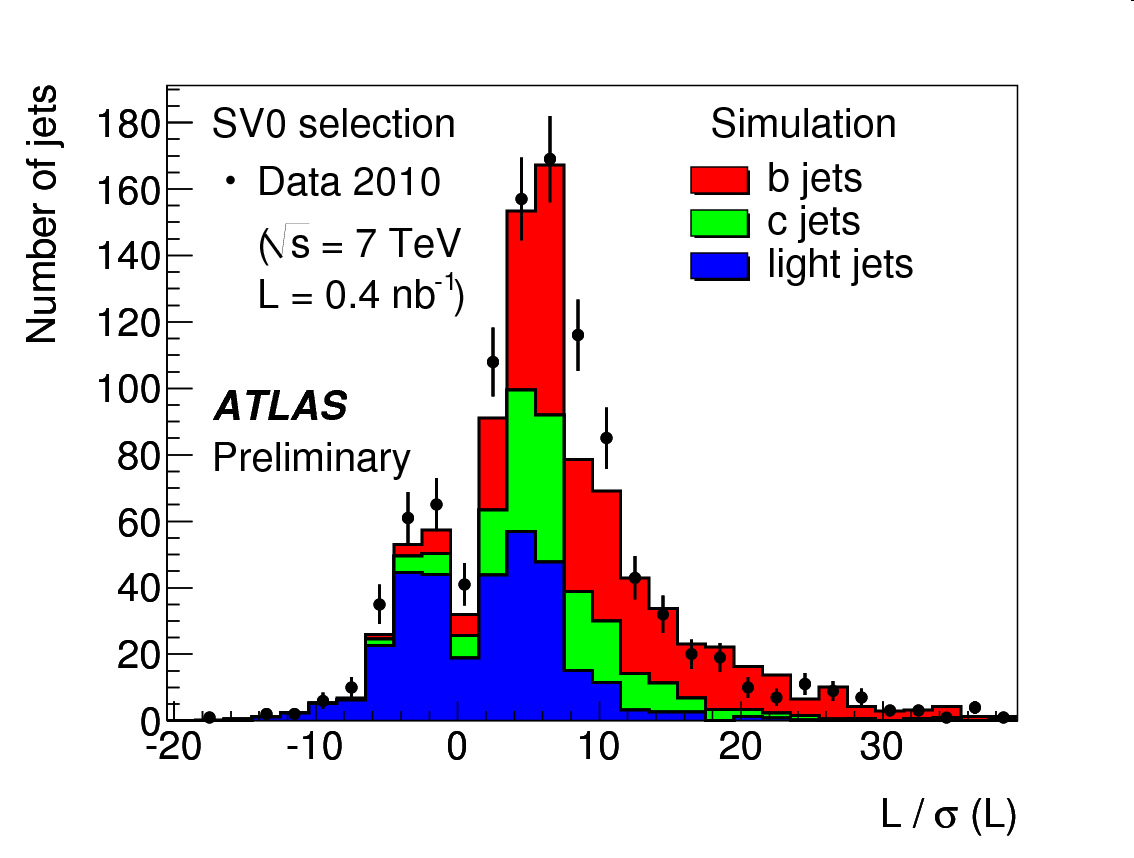 Number of jets
180
160
140
120
100
80
60
40
20
0
SV0 selection
• Data 2010
(√s = 7 TeV
L = 0.4 nb⁻¹)
ATLAS
Preliminary
Simulation
b jets
c jets
light jets
-20 -10 0 10 20 30
L / σ (L)